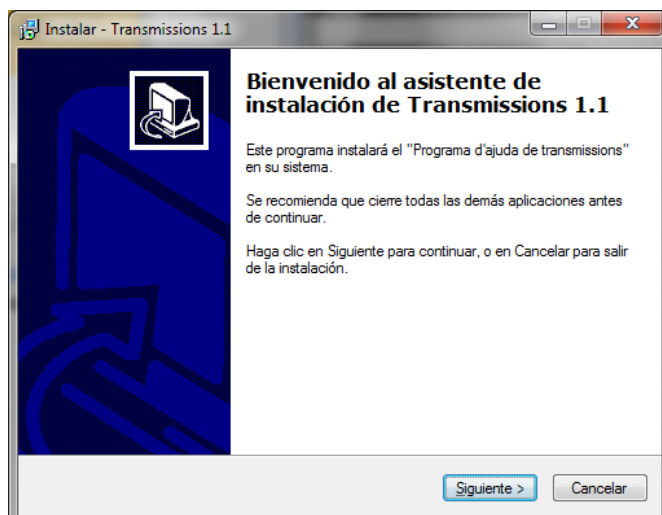 Instalar - Transmissions 1.1
Bienvenido al asistente de
instalación de Transmissions 1.1
Este programa instalará el "Programa d'ajuda de transmissions"
en su sistema.
Se recomienda que cierre todas las demás aplicaciones antes
de continuar.
Haga clic en Siguiente para continuar, o en Cancelar para salir
de la instalación.
Siguiente > Cancelar